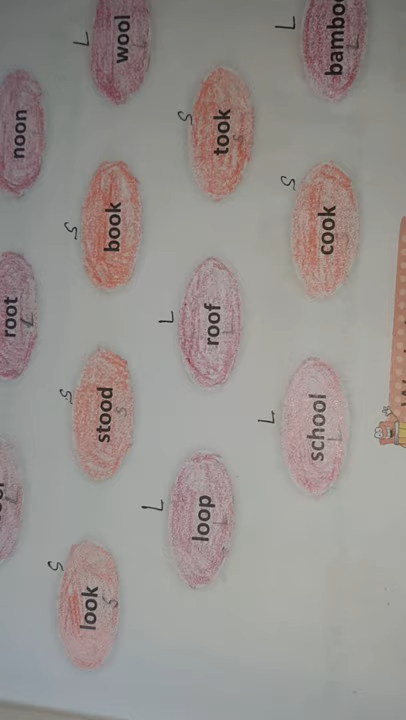 root noon
L
S S S L
look stood book wool
S S
L L S
loop roof took
L L S
L S L
school cook bamboo
L L